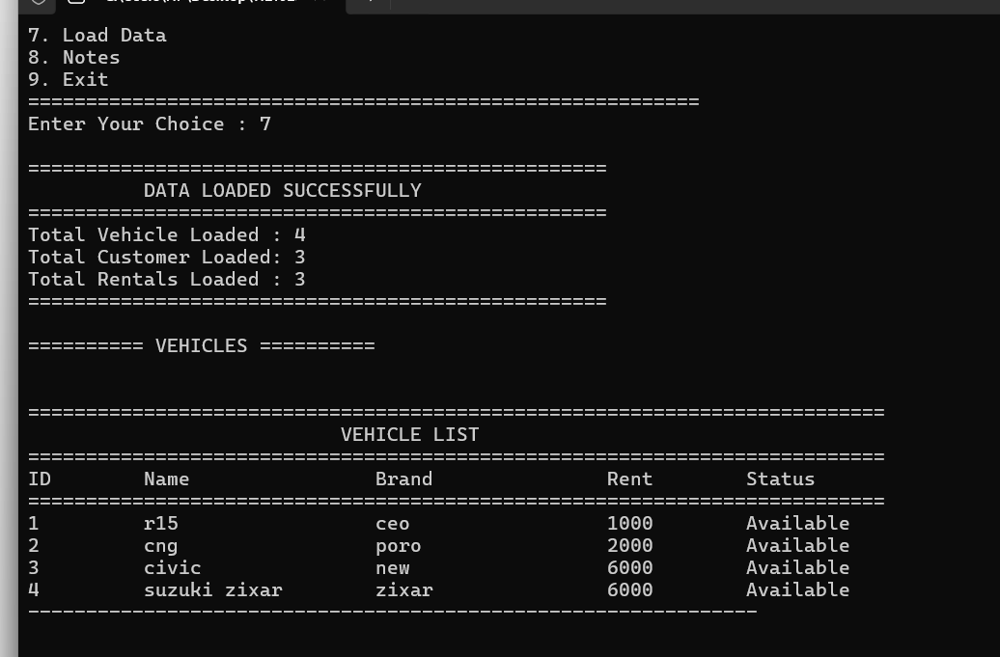 7. Load Data
8. Notes
9. Exit
==========================================================
Enter Your Choice : 7
==================================================
DATA LOADED SUCCESSFULLY
==================================================
Total Vehicle Loaded : 4
Total Customer Loaded: 3
Total Rentals Loaded : 3
==================================================
========== VEHICLES ==========
==========================================================================
VEHICLE LIST
==========================================================================
ID Name Brand Rent Status
==========================================================================
1 r15 ceo 1000 Available
2 cng poro 2000 Available
3 civic new 6000 Available
4 suzuki zixar zixar 6000 Available
---------------------------------------------------------------